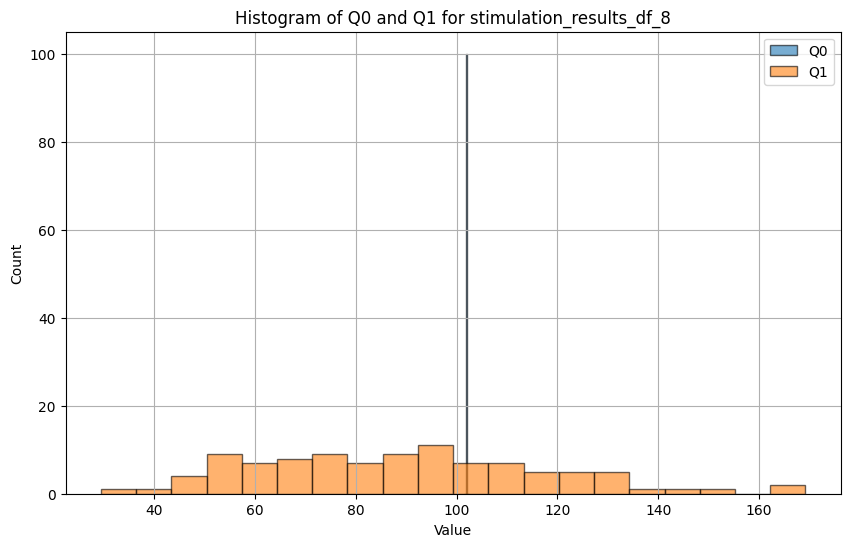 Histogram of Q0 and Q1 for stimulation_results_df_8
Q0
Q1
Count
100
80
60
40
20
0
40 60 80 100 120 140 160
Value